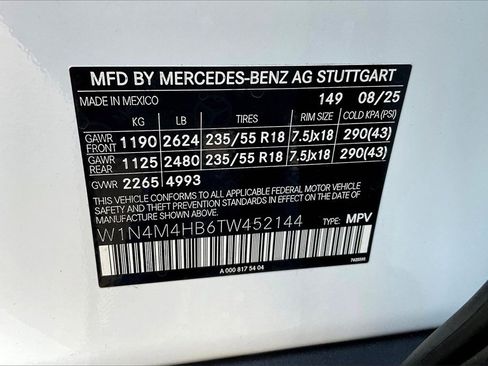 MFD BY MERCEDES-BENZ AG STUTTGART
MADE IN MEXICO 149 08/25
KG LB TIRES RIM SIZE COLD KPA(PSI)
GAWR FRONT 1190 2624 235/55 R18 7.5Jx18 290(43)
GAWR REAR 1125 2480 235/55 R18 7.5Jx18 290(43)
GVWR 2265 4993
THIS VEHICLE CONFORMS TO ALL APPLICABLE FEDERAL MOTOR VEHICLE
SAFETY AND THEFT PREVENTION STANDARDS IN EFFECT ON THE DATE OF
MANUFACTURE SHOWN ABOVE.
W1N4M4HB6TW452144 TYPE: MPV
A 000 817 54 04